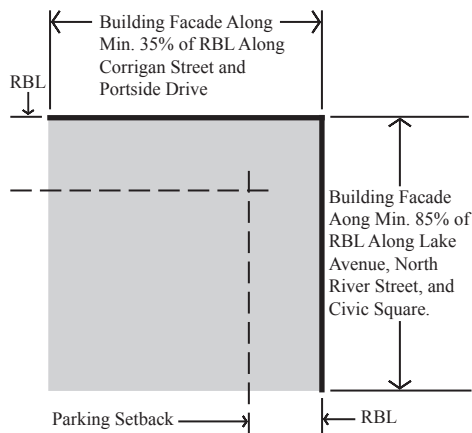 Building Facade Along
Min. 35% of RBL Along
Corrigan Street and
Portside Drive
RBL
Building Facade
Aong Min. 85% of
RBL Along Lake
Avenue, North
River Street, and
Civic Square.
Parking Setback
RBL